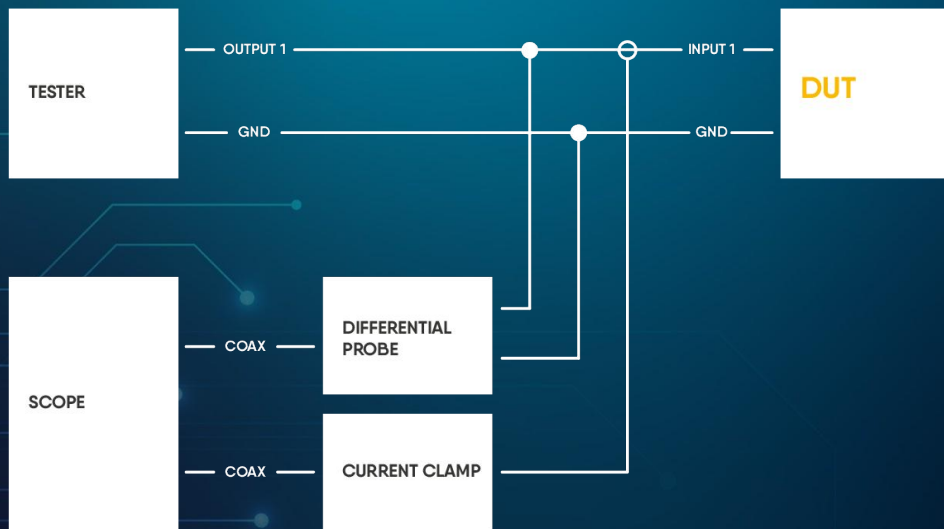 OUTPUT 1
INPUT 1
TESTER
DUT
GND
GND
DIFFERENTIAL
PROBE
COAX
SCOPE
COAX
CURRENT CLAMP